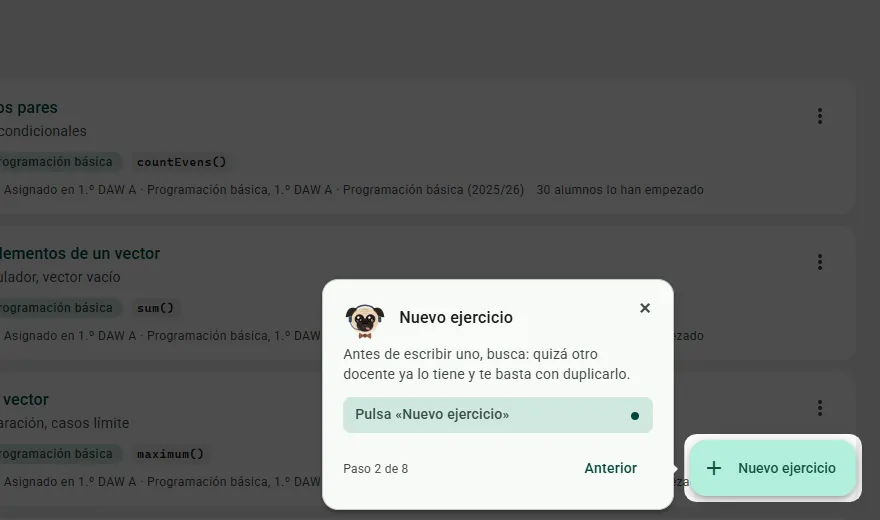 os pares
condicionales
rogramación básica countEvens()
Asignado en 1.º DAW A · Programación básica, 1.º DAW A · Programación básica (2025/26) 30 alumnos lo han empezado
lementos de un vector
ulador, vector vacío
rogramación básica sum()
Asignado en 1.º DAW A · Programación básica, 1.º DAW A
ezado
Nuevo ejercicio
Antes de escribir uno, busca: quizá otro
docente ya lo tiene y te basta con duplicarlo.
Pulsa «Nuevo ejercicio»
Paso 2 de 8
Anterior
vector
aración, casos límite
rogramación básica maximum()
Asignado en 1.º DAW A · Programación básica, 1.º DAW A
Nuevo ejercicio